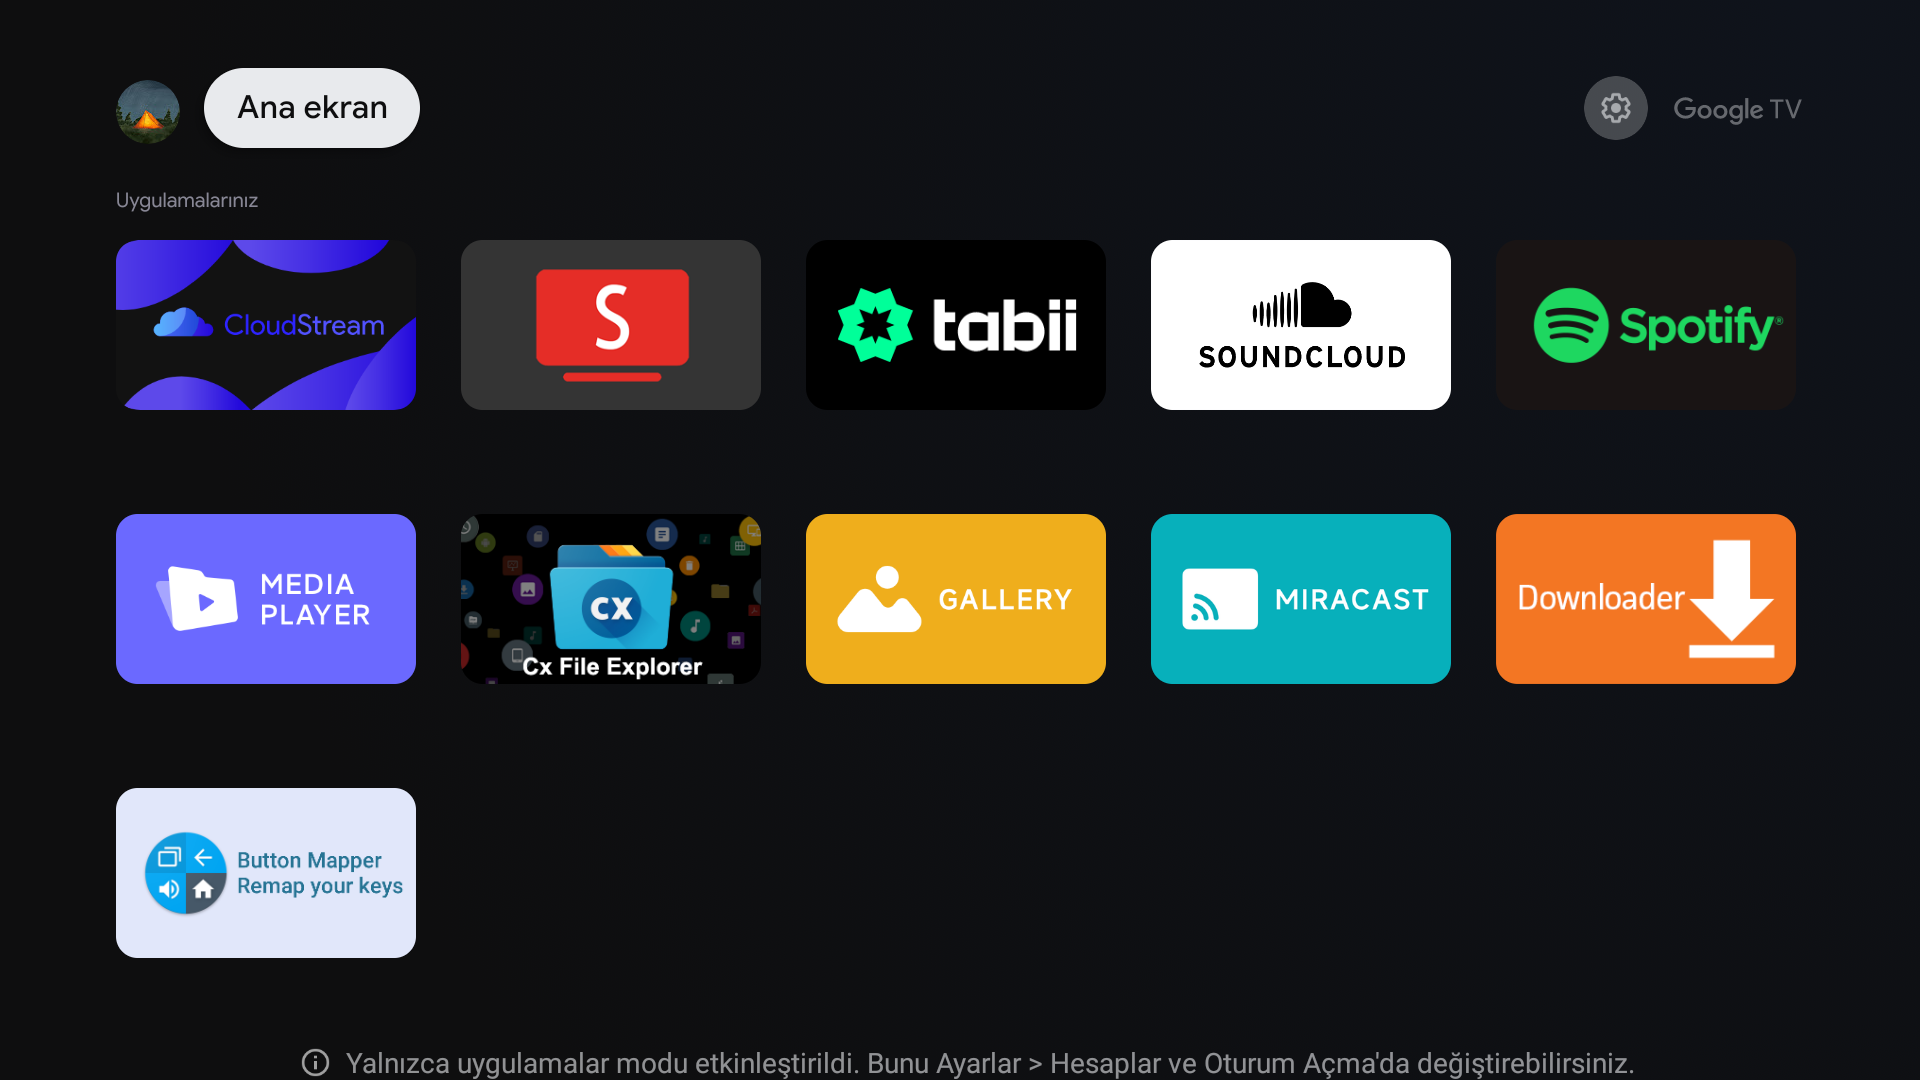 Ana ekran
Google TV
Uygulamalarınız
CloudStream
S
tabii
SOUNDCLOUD
Spotify®
MEDIA
PLAYER
CX
Cx File Explorer
GALLERY
MIRACAST
Downloader
Button Mapper
Remap your keys
Yalnızca uygulamalar modu etkinleştirildi. Bunu Ayarlar > Hesaplar ve Oturum Açma'da değiştirebilirsiniz.